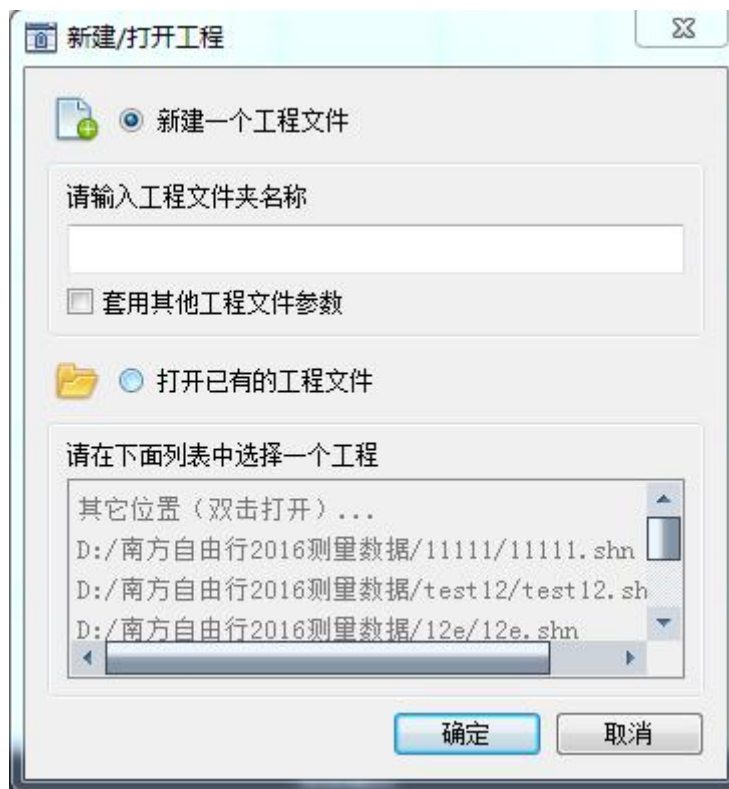 新建/打开工程
新建一个工程文件
请输入工程文件夹名称
套用其他工程文件参数
打开已有的工程文件
请在下面列表中选择一个工程
其它位置（双击打开）...
D:/南方自由行2016测量数据/11111/11111.shn
D:/南方自由行2016测量数据/test12/test12.sh
D:/南方自由行2016测量数据/12e/12e.shn
确定
取消